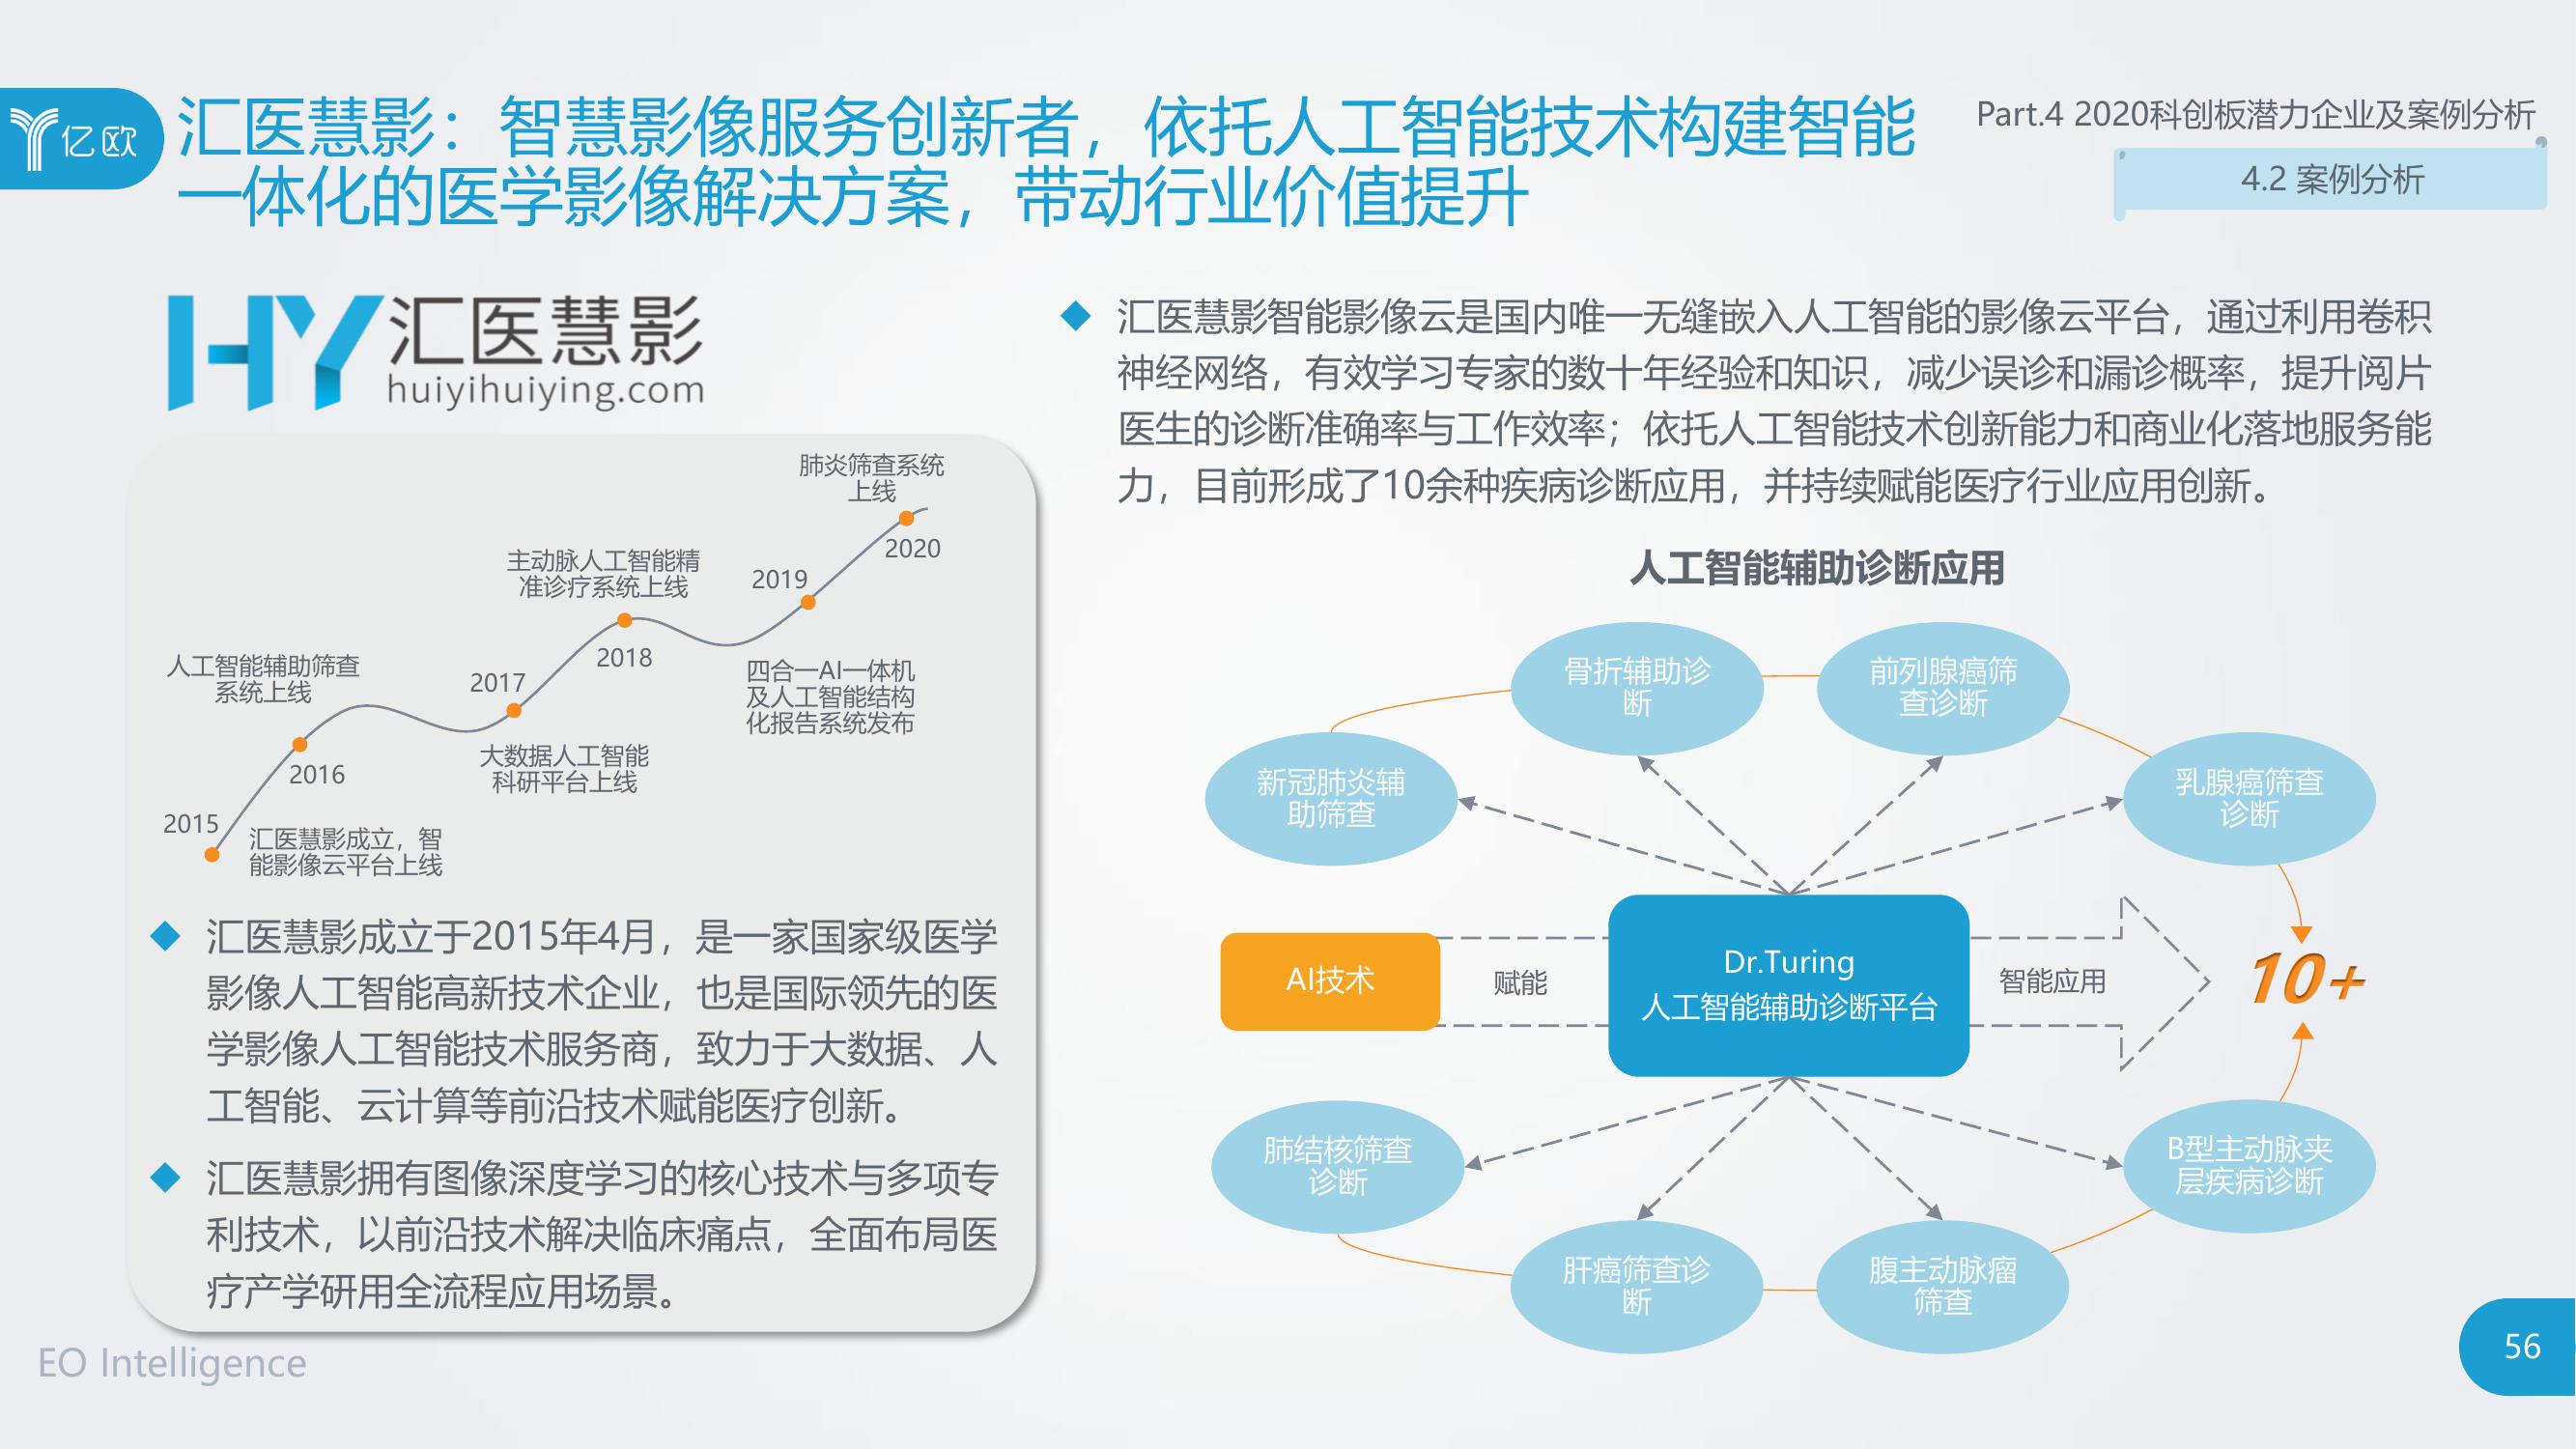 亿欧
汇医慧影：智慧影像服务创新者，依托人工智能技术构建智能
一体化的医学影像解决方案，带动行业价值提升
Part.4 2020科创板潜力企业及案例分析
4.2 案例分析
HY 汇医慧影
huiyihuiying.com
肺炎筛查系统
上线
2020
主动脉人工智能精
准诊疗系统上线
2019
2018
四合一AI一体机
及人工智能结构
化报告系统发布
人工智能辅助筛查
系统上线
2017
大数据人工智能
科研平台上线
2016
2015
汇医慧影成立，智
能影像云平台上线
汇医慧影成立于2015年4月，是一家国家级医学
影像人工智能高新技术企业，也是国际领先的医
学影像人工智能技术服务商，致力于大数据、人
工智能、云计算等前沿技术赋能医疗创新。
汇医慧影拥有图像深度学习的核心技术与多项专
利技术，以前沿技术解决临床痛点，全面布局医
疗产学研用全流程应用场景。
汇医慧影智能影像云是国内唯一无缝嵌入人工智能的影像云平台，通过利用卷积
神经网络，有效学习专家的数十年经验和知识，减少误诊和漏诊概率，提升阅片
医生的诊断准确率与工作效率；依托人工智能技术创新能力和商业化落地服务能
力，目前形成了10余种疾病诊断应用，并持续赋能医疗行业应用创新。
人工智能辅助诊断应用
骨折辅助诊
断
前列腺癌筛
查诊断
新冠肺炎辅
助筛查
乳腺癌筛查
诊断
AI技术
赋能
Dr.Turing
人工智能辅助诊断平台
智能应用
10+
肺结核筛查
诊断
B型主动脉夹
层疾病诊断
肝癌筛查诊
断
腹主动脉瘤
筛查
EO Intelligence
56